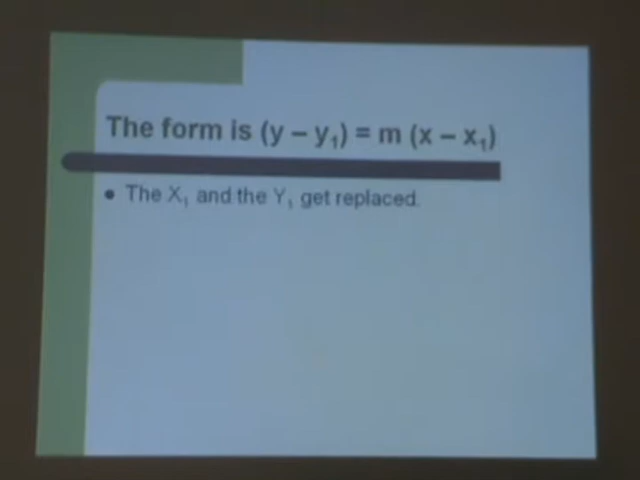 The form is (y – y₁) = m (x – x₁)
• The X₁ and the Y₁ get replaced.